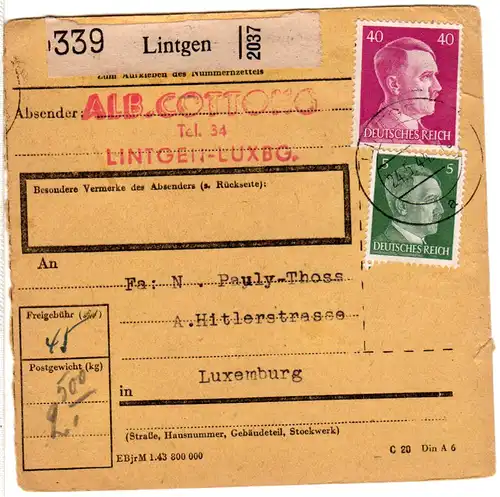 339 Lintgen 2037
Zum Aufkleben des Nummernzettels
40 40
DEUTSCHES REICH
Absender: ALB. COTTONG
Tel. 34
LINTGEN-LUXBG.
5 5
DEUTSCHES REICH
Besondere Vermerke des Absenders (s. Rückseite):
An Fa: N . Pauly-Thoss
A.Hitlerstrasse
Freigebühr
45
Postgewicht (kg)
500
in Luxemburg
(Straße, Hausnummer, Gebäudeteil, Stockwerk)
EBjrM 1.43 800 000 C 20 Din A 6